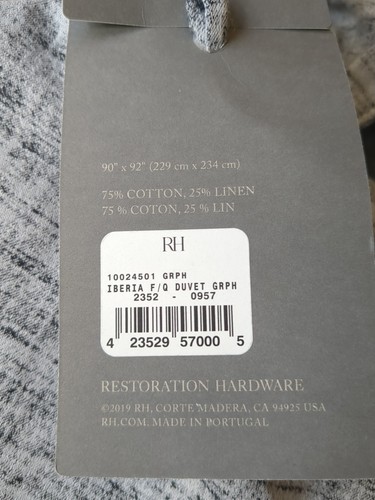 90" x 92" (229 cm x 234 cm)
75% COTTON, 25% LINEN
75 % COTON, 25 % LIN
RH
10024501 GRPH
IBERIA F/Q DUVET GRPH
2352 - 0957
4 23529 57000 5
RESTORATION HARDWARE
©2019 RH, CORTE MADERA, CA 94925 USA
RH.COM, MADE IN PORTUGAL